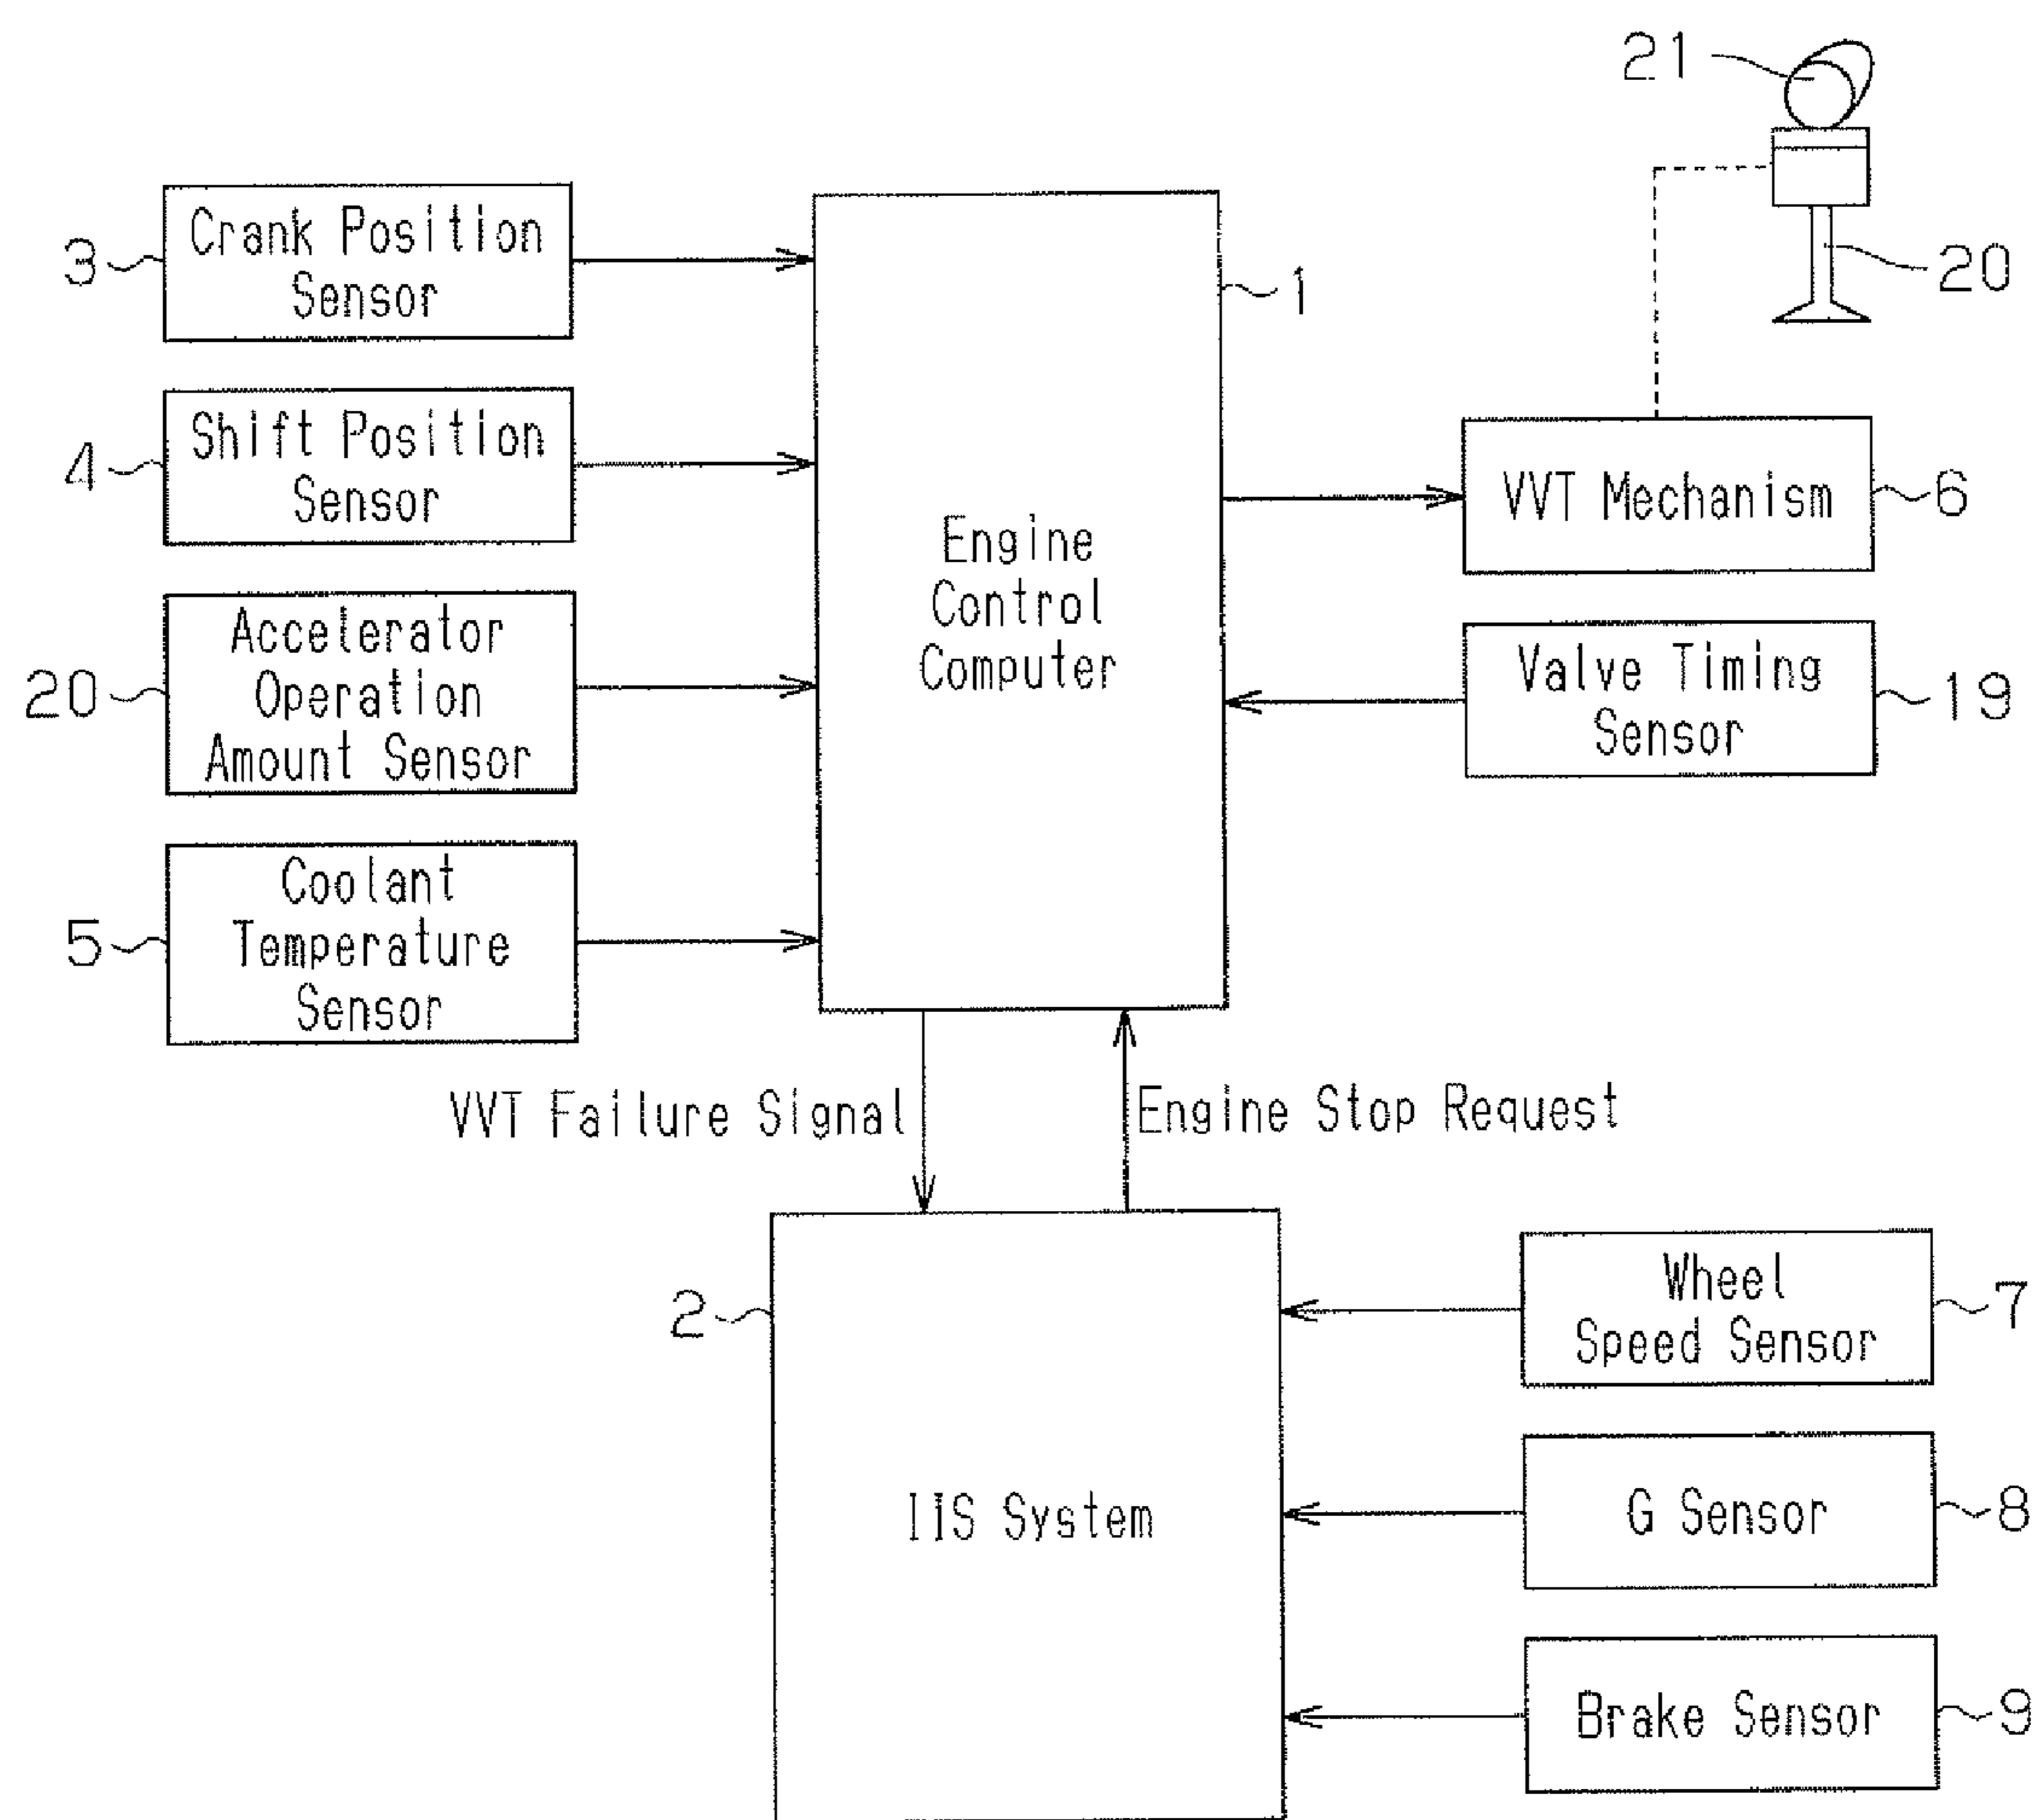 21
3
Crank Position
Sensor
1
20
4
Shift Position
Sensor
VVT Mechanism
6
Engine
Control
Computer
20
Accelerator
Operation
Amount Sensor
Valve Timing
Sensor
19
5
Coolant
Temperature
Sensor
VVT Failure Signal
Engine Stop Request
2
IIS System
Wheel
Speed Sensor
7
G Sensor
8
Brake Sensor
9